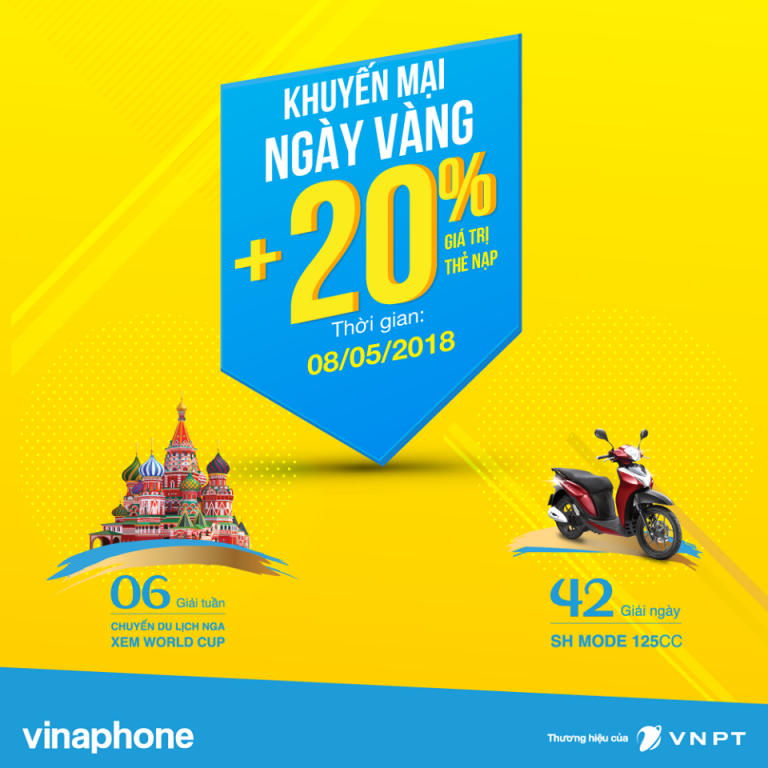 KHUYẾN MẠI
NGÀY VÀNG
+20%
GIÁ TRỊ
THẺ NẠP
Thời gian:
08/05/2018
06 Giải tuần
CHUYẾN DU LỊCH NGA
XEM WORLD CUP
42 Giải ngày
SH MODE 125CC
vinaphone
Thương hiệu của VNPT